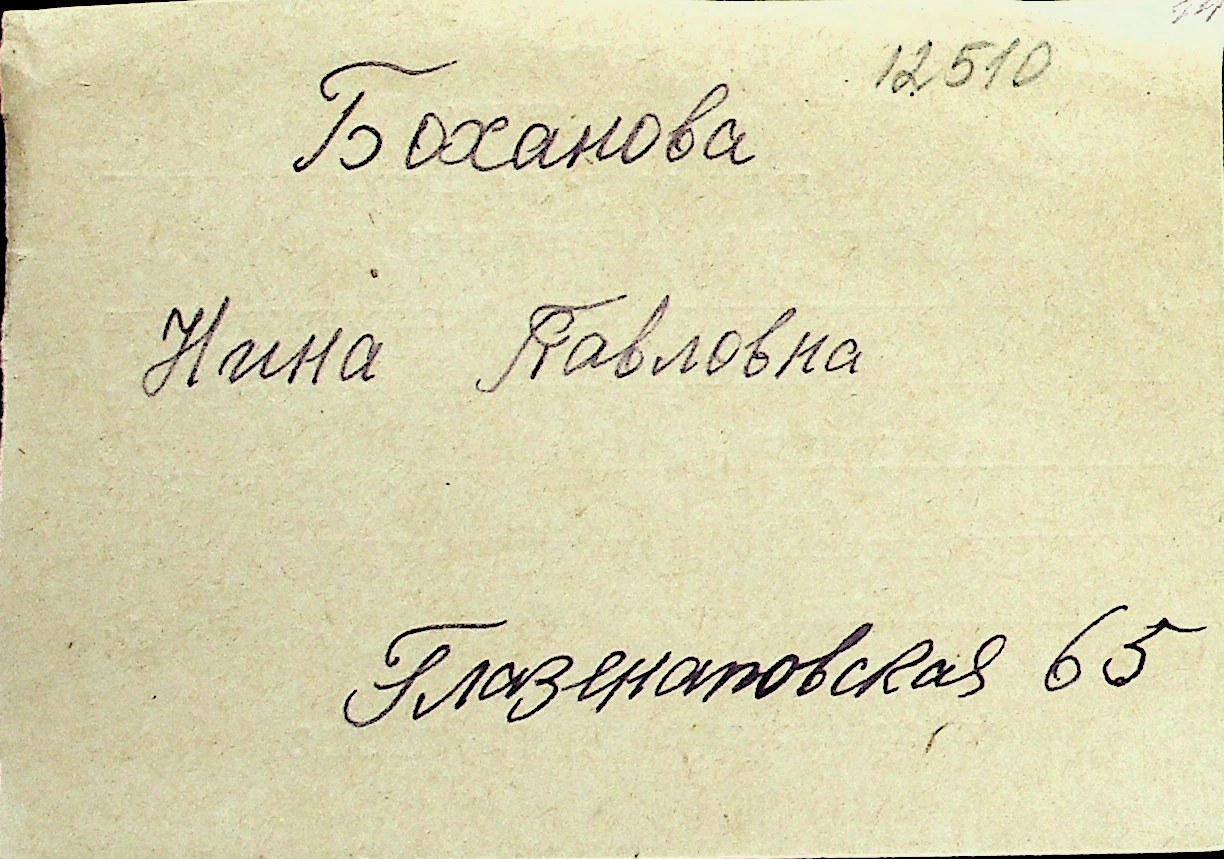 12510
Боханова
Нина Павловна
Глазенаповская 65